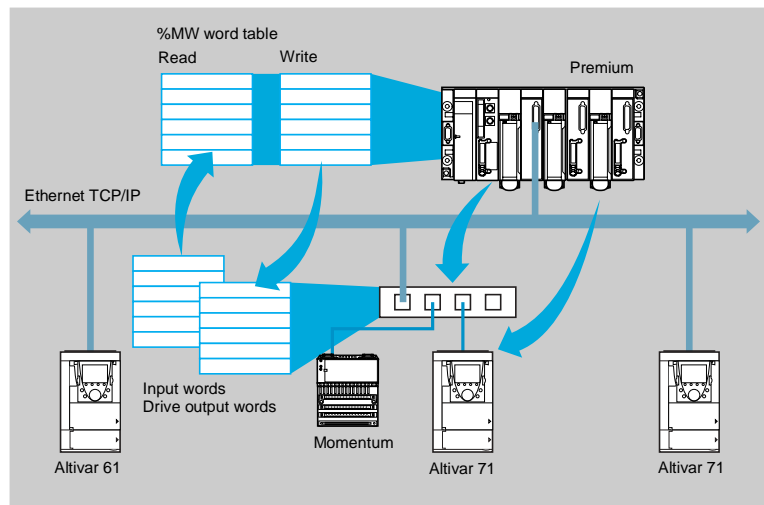 %MW word table
Read
Write
Premium
Ethernet TCP/IP
Input words
Drive output words
Momentum
Altivar 61
Altivar 71
Altivar 71